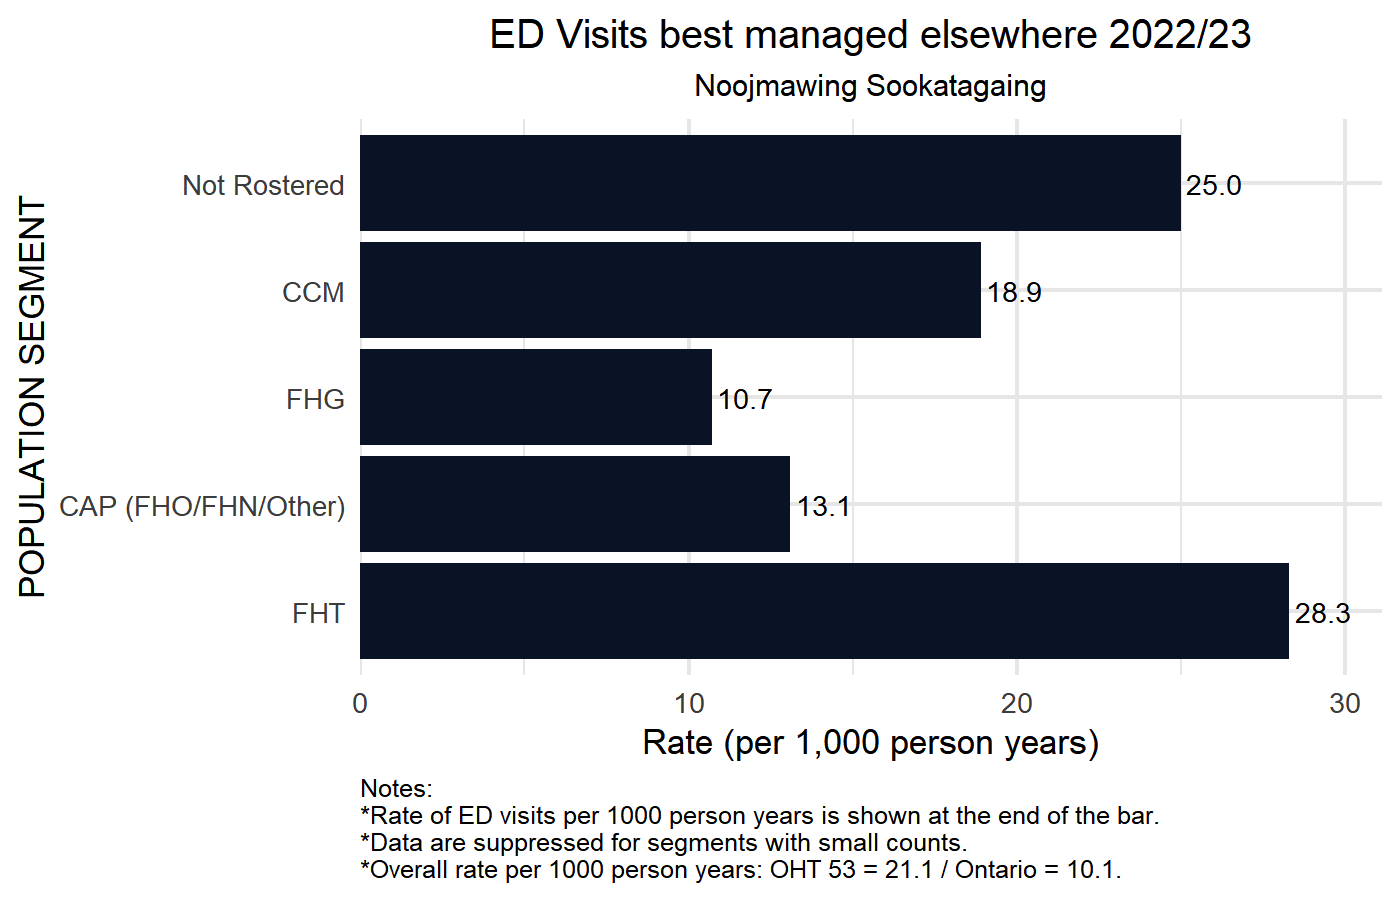 ED Visits best managed elsewhere 2022/23
Noojmawing Sookatagaing
POPULATION SEGMENT
Not Rostered
25.0
CCM
18.9
FHG
10.7
CAP (FHO/FHN/Other)
13.1
FHT
28.3
0 10 20 30
Rate (per 1,000 person years)
Notes:
*Rate of ED visits per 1000 person years is shown at the end of the bar.
*Data are suppressed for segments with small counts.
*Overall rate per 1000 person years: OHT 53 = 21.1 / Ontario = 10.1.